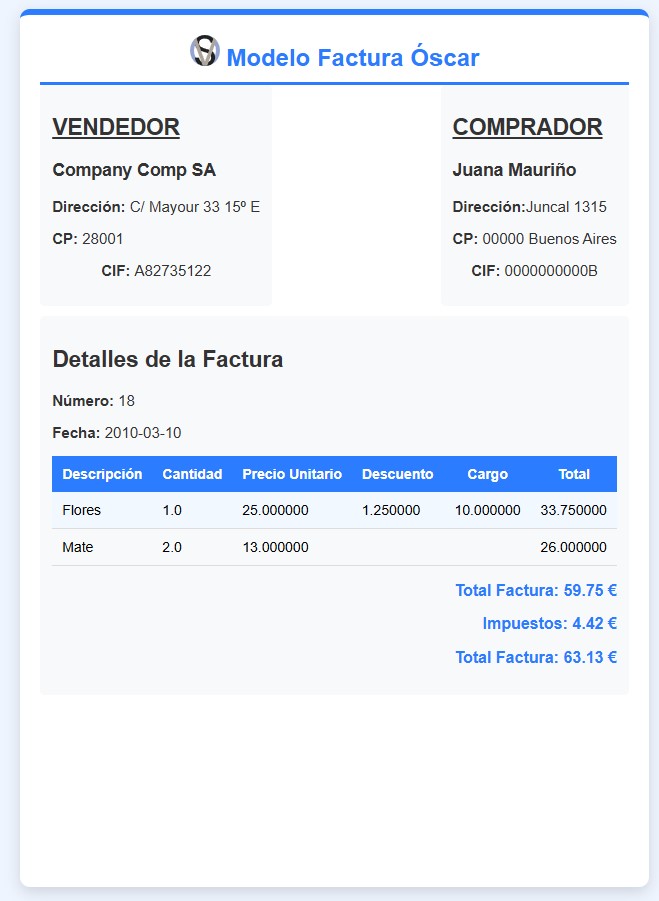 Modelo Factura Óscar
VENDEDOR
Company Comp SA
Dirección: C/ Mayour 33 15º E
CP: 28001
CIF: A82735122
COMPRADOR
Juana Mauriño
Dirección:Juncal 1315
CP: 00000 Buenos Aires
CIF: 0000000000B
Detalles de la Factura
Número: 18
Fecha: 2010-03-10
Descripción Cantidad Precio Unitario Descuento Cargo Total
Flores 1.0 25.000000 1.250000 10.000000 33.750000
Mate 2.0 13.000000 26.000000
Total Factura: 59.75 €
Impuestos: 4.42 €
Total Factura: 63.13 €